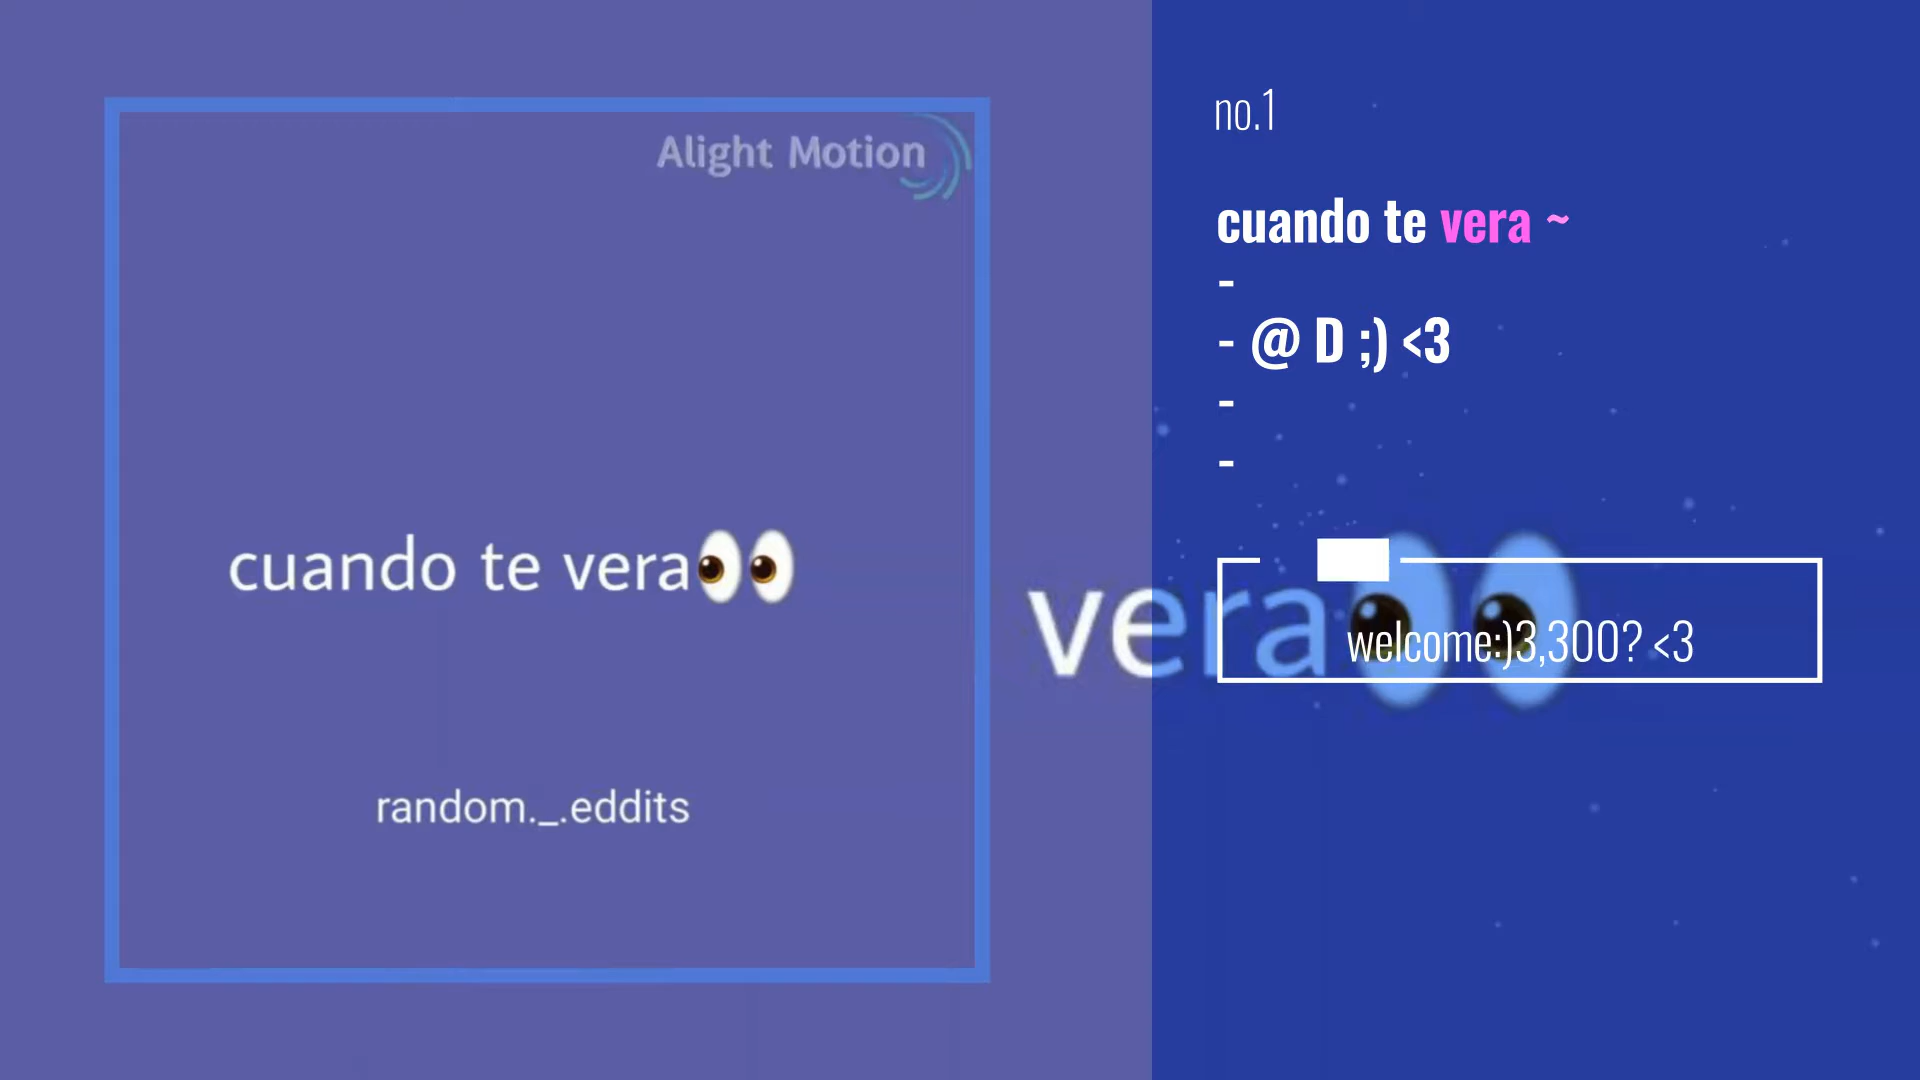 Alight Motion
cuando te vera👀
random._.eddits
vera👀
no.1
cuando te vera ~
-
- @ D ;) <3
-
-
welcome:)3,300? <3